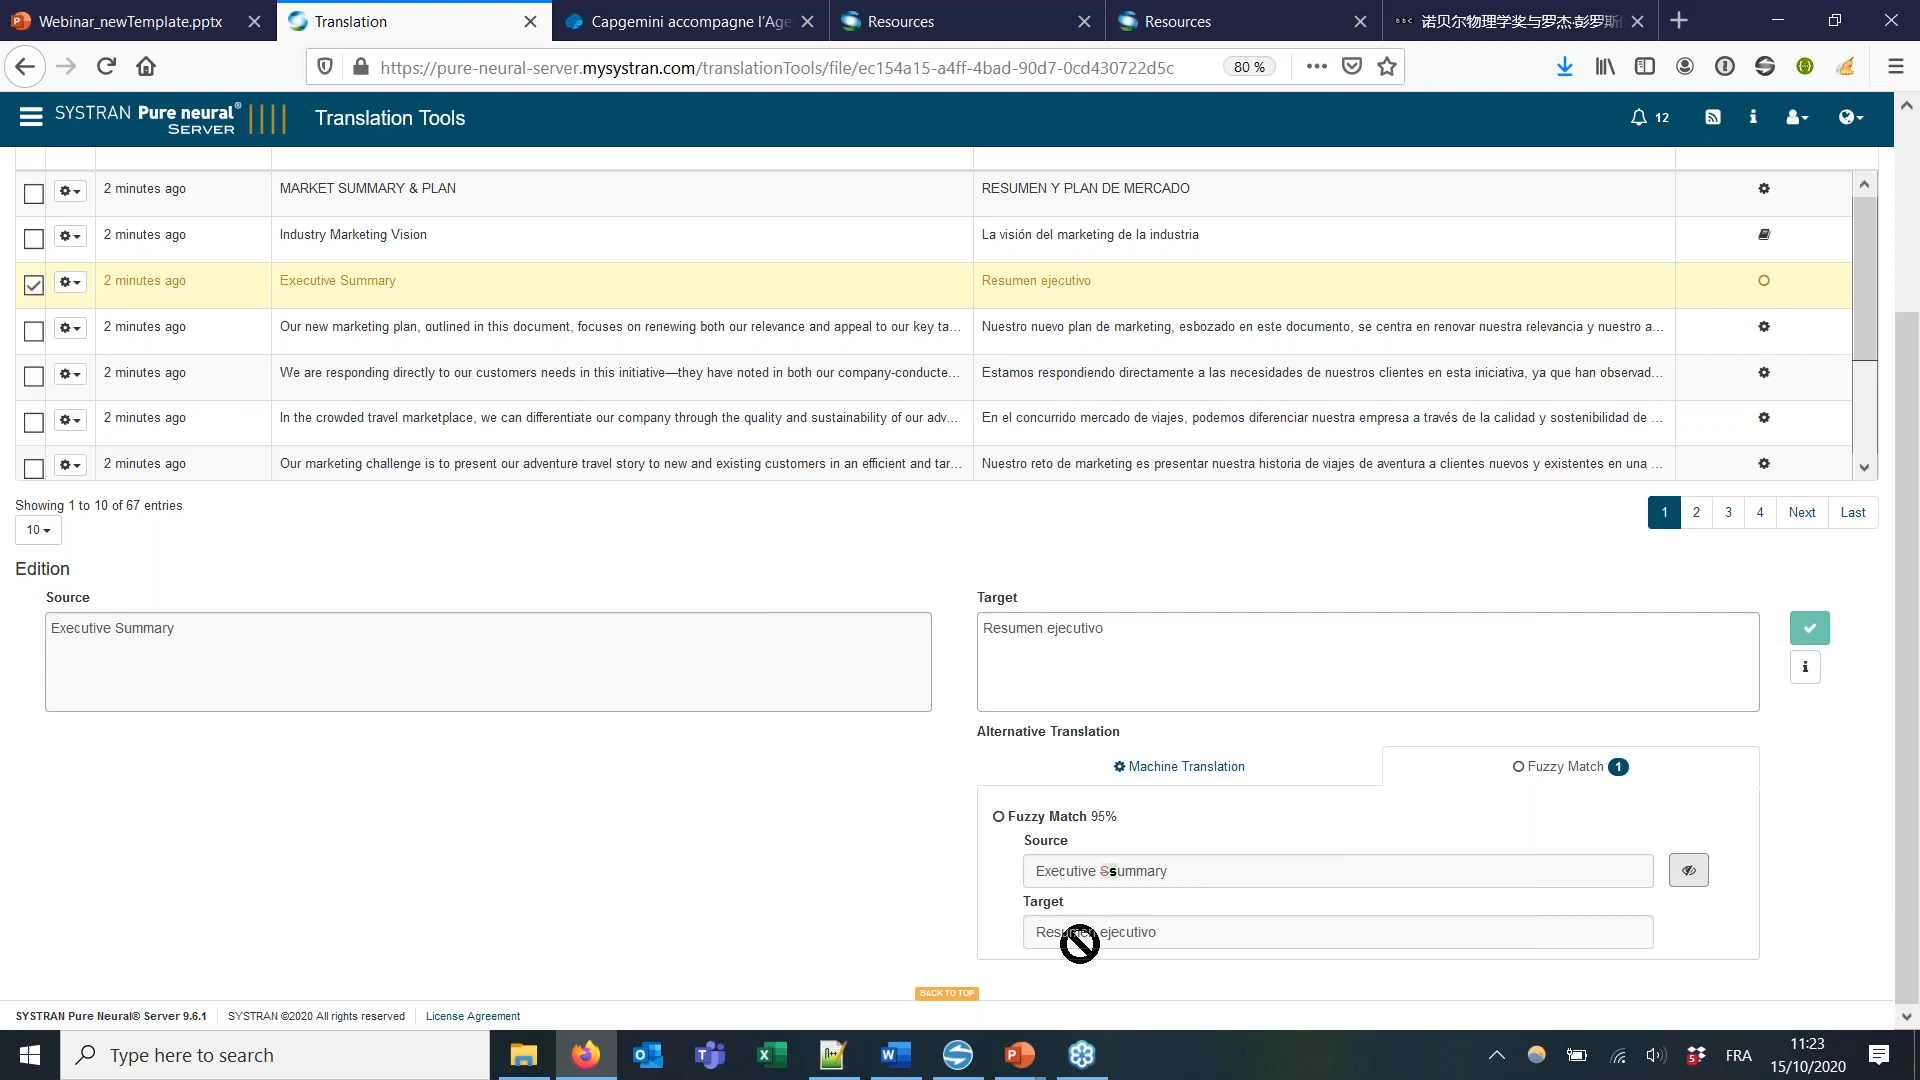 Webinar_newTemplate.pptx
Translation
Capgemini accompagne l'Age
Resources
Resources
BBC 诺贝尔物理学奖与罗杰·彭罗斯
https://pure-neural-server.mysystran.com/translationTools/file/ec154a15-a4ff-4bad-90d7-0cd430722d5c
80 %
SYSTRAN Pure neural® SERVER
Translation Tools
12
2 minutes ago MARKET SUMMARY & PLAN RESUMEN Y PLAN DE MERCADO
2 minutes ago Industry Marketing Vision La visión del marketing de la industria
2 minutes ago Executive Summary Resumen ejecutivo
2 minutes ago Our new marketing plan, outlined in this document, focuses on renewing both our relevance and appeal to our key ta... Nuestro nuevo plan de marketing, esbozado en este documento, se centra en renovar nuestra relevancia y nuestro a...
2 minutes ago We are responding directly to our customers needs in this initiative—they have noted in both our company-conducte... Estamos respondiendo directamente a las necesidades de nuestros clientes en esta iniciativa, ya que han observad...
2 minutes ago In the crowded travel marketplace, we can differentiate our company through the quality and sustainability of our adv... En el concurrido mercado de viajes, podemos diferenciar nuestra empresa a través de la calidad y sostenibilidad de ...
2 minutes ago Our marketing challenge is to present our adventure travel story to new and existing customers in an efficient and tar... Nuestro reto de marketing es presentar nuestra historia de viajes de aventura a clientes nuevos y existentes en una ...
Showing 1 to 10 of 67 entries
1 2 3 4 Next Last
10
Edition
Source
Target
Executive Summary
Resumen ejecutivo
Alternative Translation
Machine Translation
Fuzzy Match 1
Fuzzy Match 95%
Source
Executive Ssummary
Target
Resumen ejecutivo
BACK TO TOP
SYSTRAN Pure Neural® Server 9.6.1
SYSTRAN ©2020 All rights reserved
License Agreement
Type here to search
5
FRA
11:23
15/10/2020